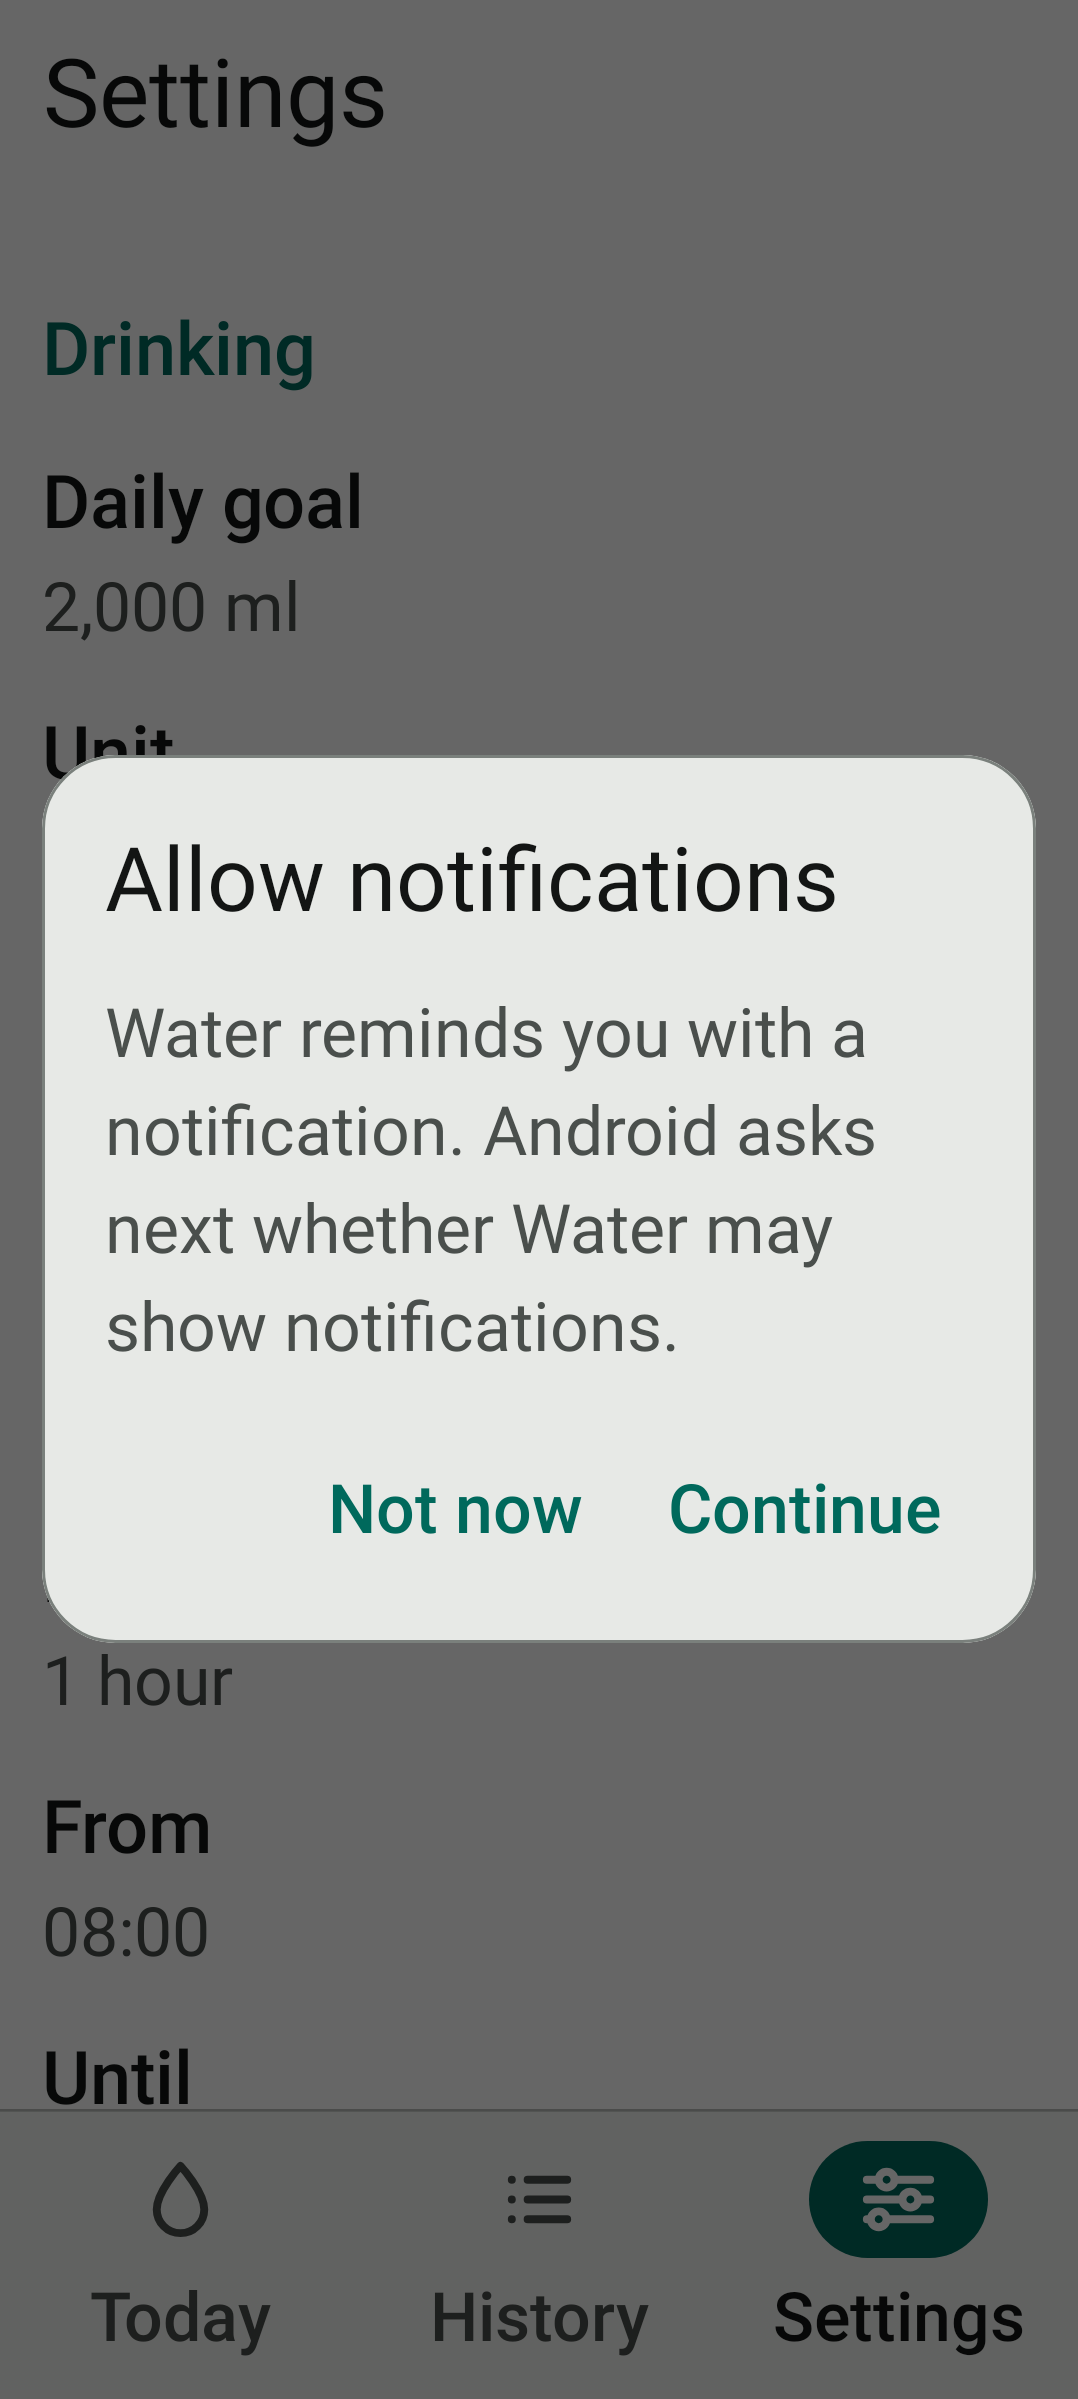 Settings
Drinking
Daily goal
2,000 ml
Unit
Allow notifications
Water reminds you with a
notification. Android asks
next whether Water may
show notifications.
Not now
Continue
1 hour
From
08:00
Until
Today
History
Settings